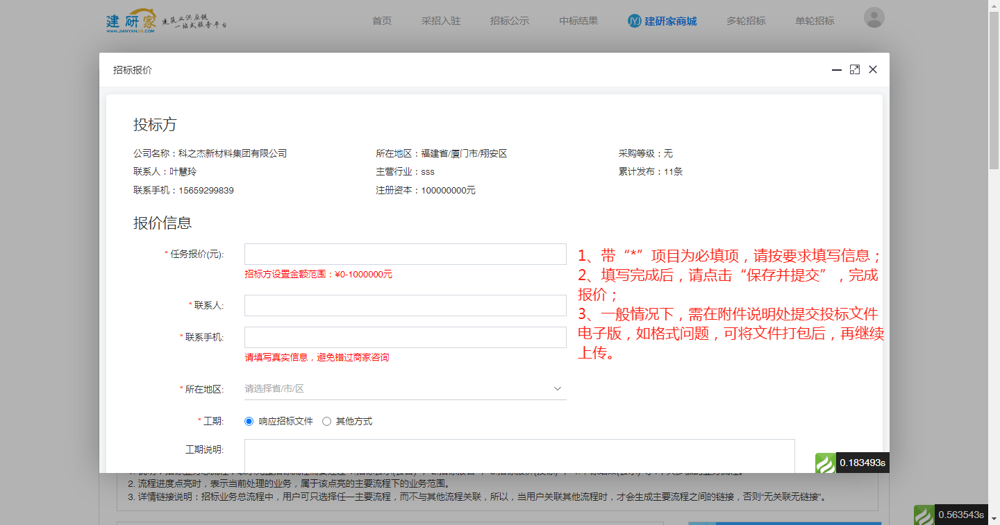 建研家
建筑业供应链
一站式服务平台
WWW.JIANYANJIA.COM
首页 采招入驻 招标公示 中标结果 建研家商城 多轮招标 单轮招标
招标报价
投标方
公司名称：科之杰新材料集团有限公司 所在地区：福建省/厦门市/翔安区 采购等级：无
联系人：叶慧玲 主营行业：sss 累计发布：11条
联系手机：15659299839 注册资本：100000000元
报价信息
* 任务报价(元):
招标方设置金额范围：¥0-1000000元
* 联系人:
* 联系手机:
请填写真实信息，避免错过商家咨询
* 所在地区: 请选择省/市/区
* 工期: 响应招标文件 其他方式
工期说明:
1、带“*”项目为必填项，请按要求填写信息；
2、填写完成后，请点击“保存并提交”，完成
报价；
3、一般情况下，需在附件说明处提交投标文件
电子版，如格式问题，可将文件打包后，再继续
上传。
0.183493s
2. 流程进度点亮时，表示当前处理的业务，属于该点亮的主要流程下的业务范围。
3. 详情链接说明：招标业务总流程中，用户可只选择任一主要流程，而不与其他流程关联，所以，当用户关联其他流程时，才会生成主要流程之间的链接，否则“无关联无链接”。
0.563543s